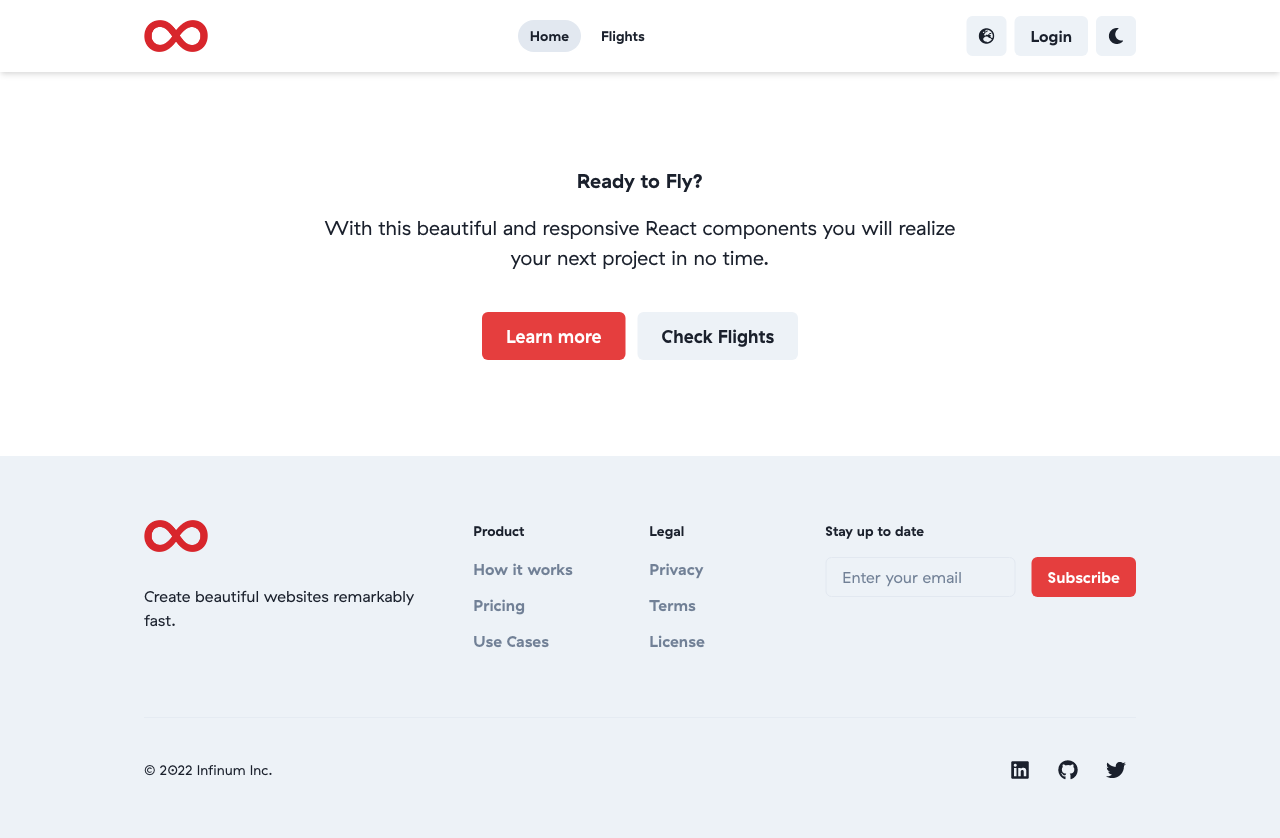 Home
Flights
Login
Ready to Fly?
With this beautiful and responsive React components you will realize
your next project in no time.
Learn more
Check Flights
Create beautiful websites remarkably
fast.
Product
How it works
Pricing
Use Cases
Legal
Privacy
Terms
License
Stay up to date
Enter your email
Subscribe
© 2022 Infinum Inc.